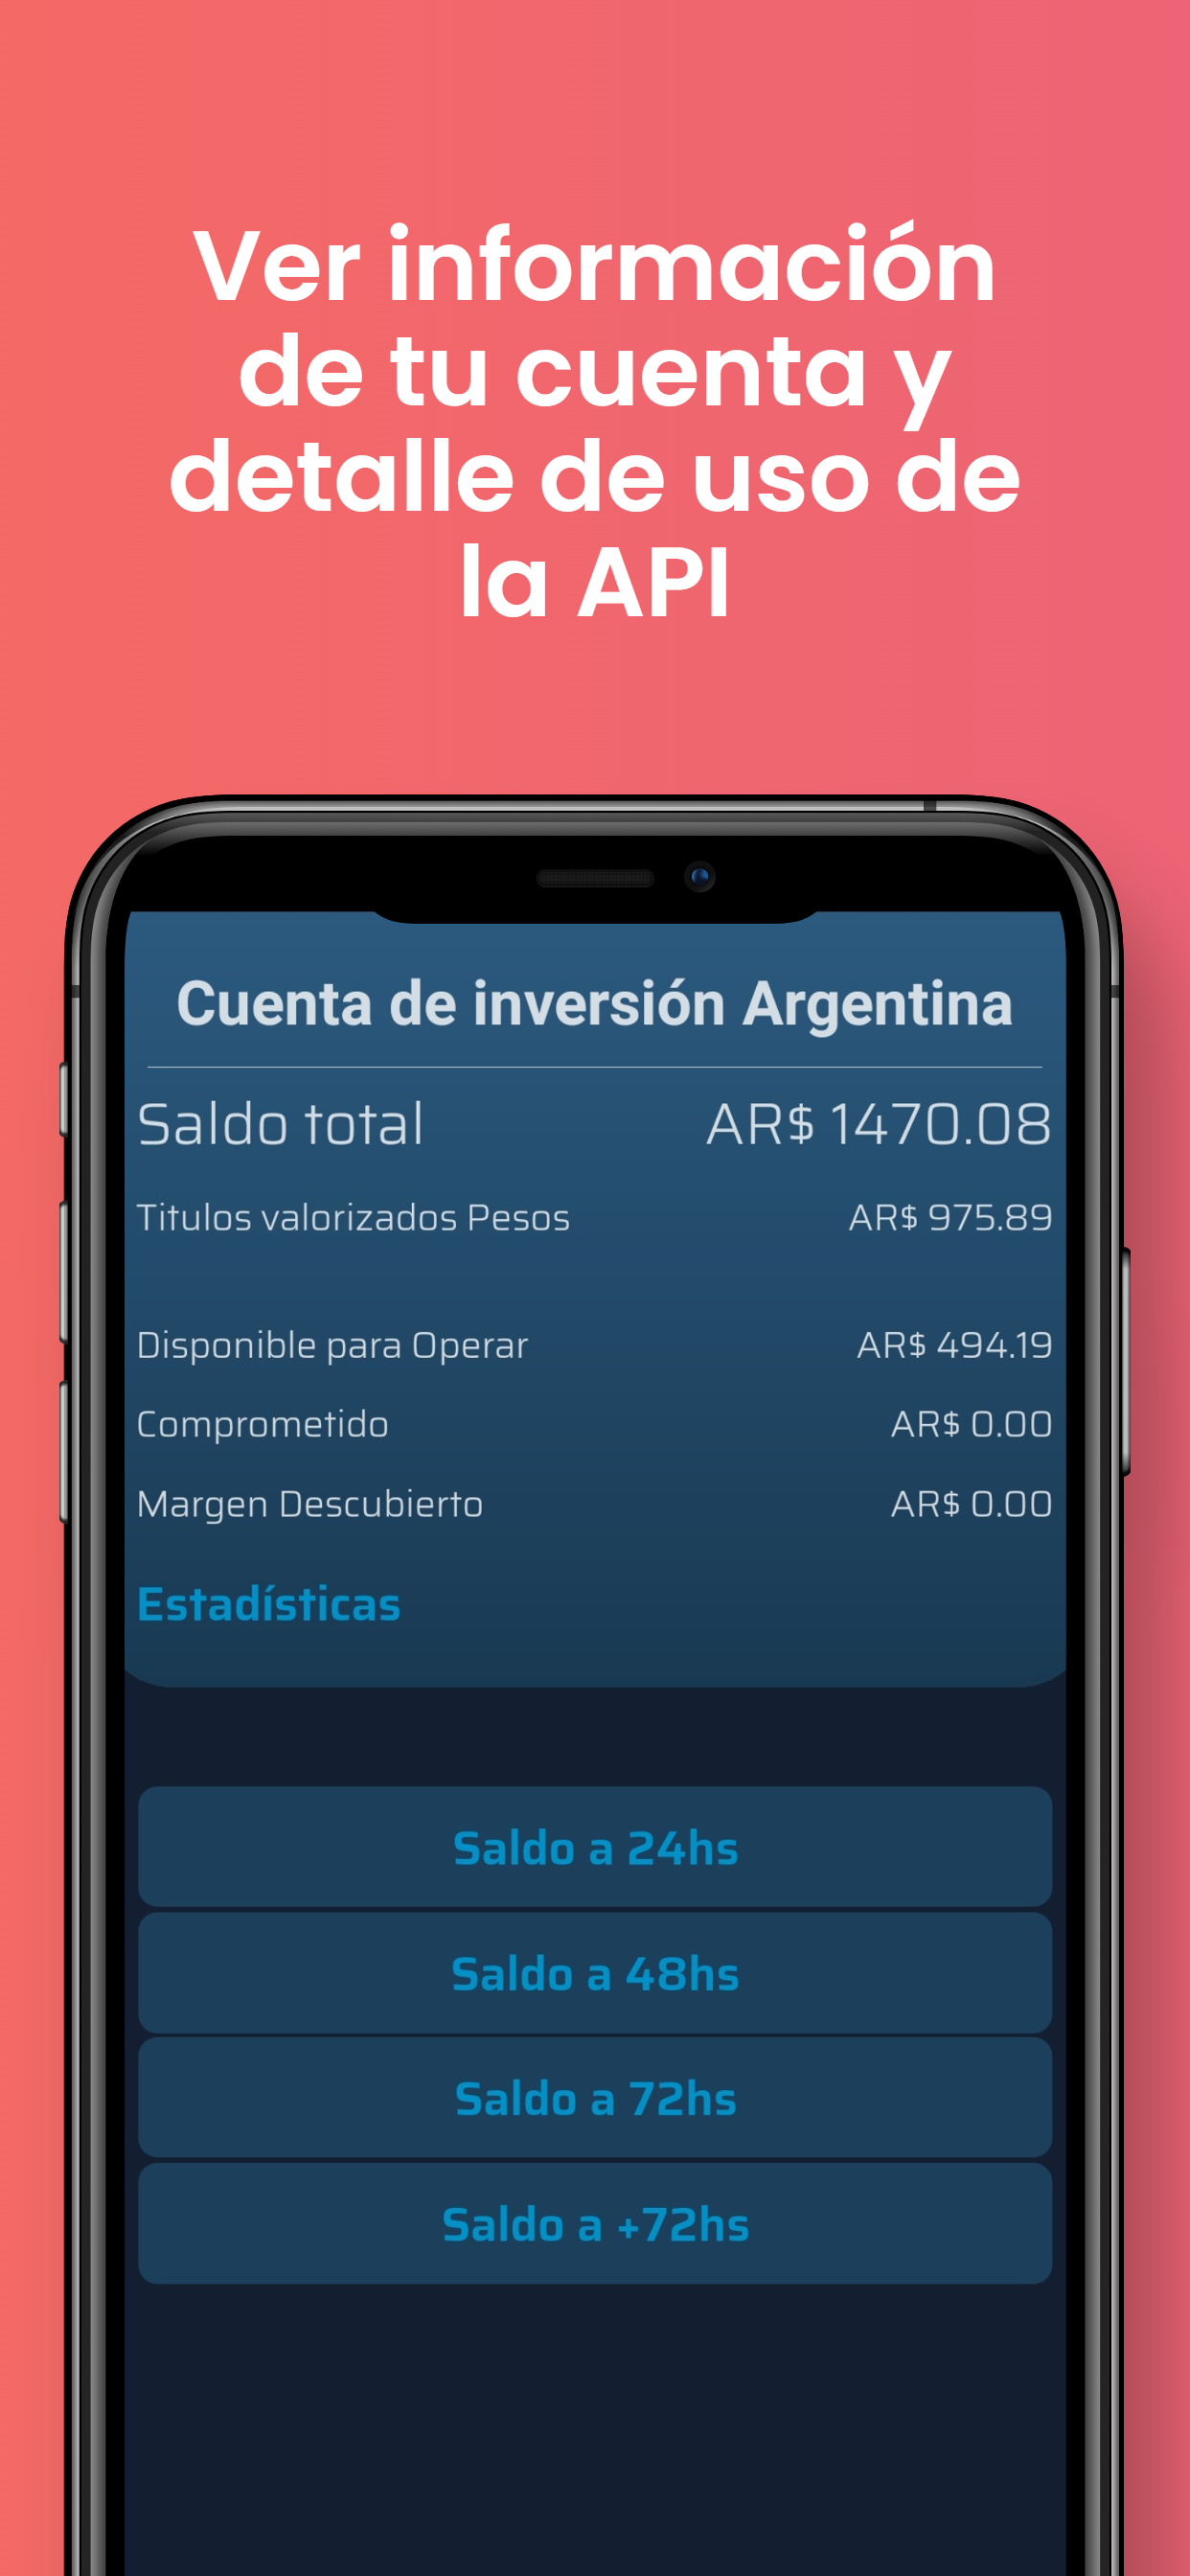 Ver información
de tu cuenta y
detalle de uso de
la API
Cuenta de inversión Argentina
Saldo total AR$ 1470.08
Titulos valorizados Pesos AR$ 975.89
Disponible para Operar AR$ 494.19
Comprometido AR$ 0.00
Margen Descubierto AR$ 0.00
Estadísticas
Saldo a 24hs
Saldo a 48hs
Saldo a 72hs
Saldo a +72hs